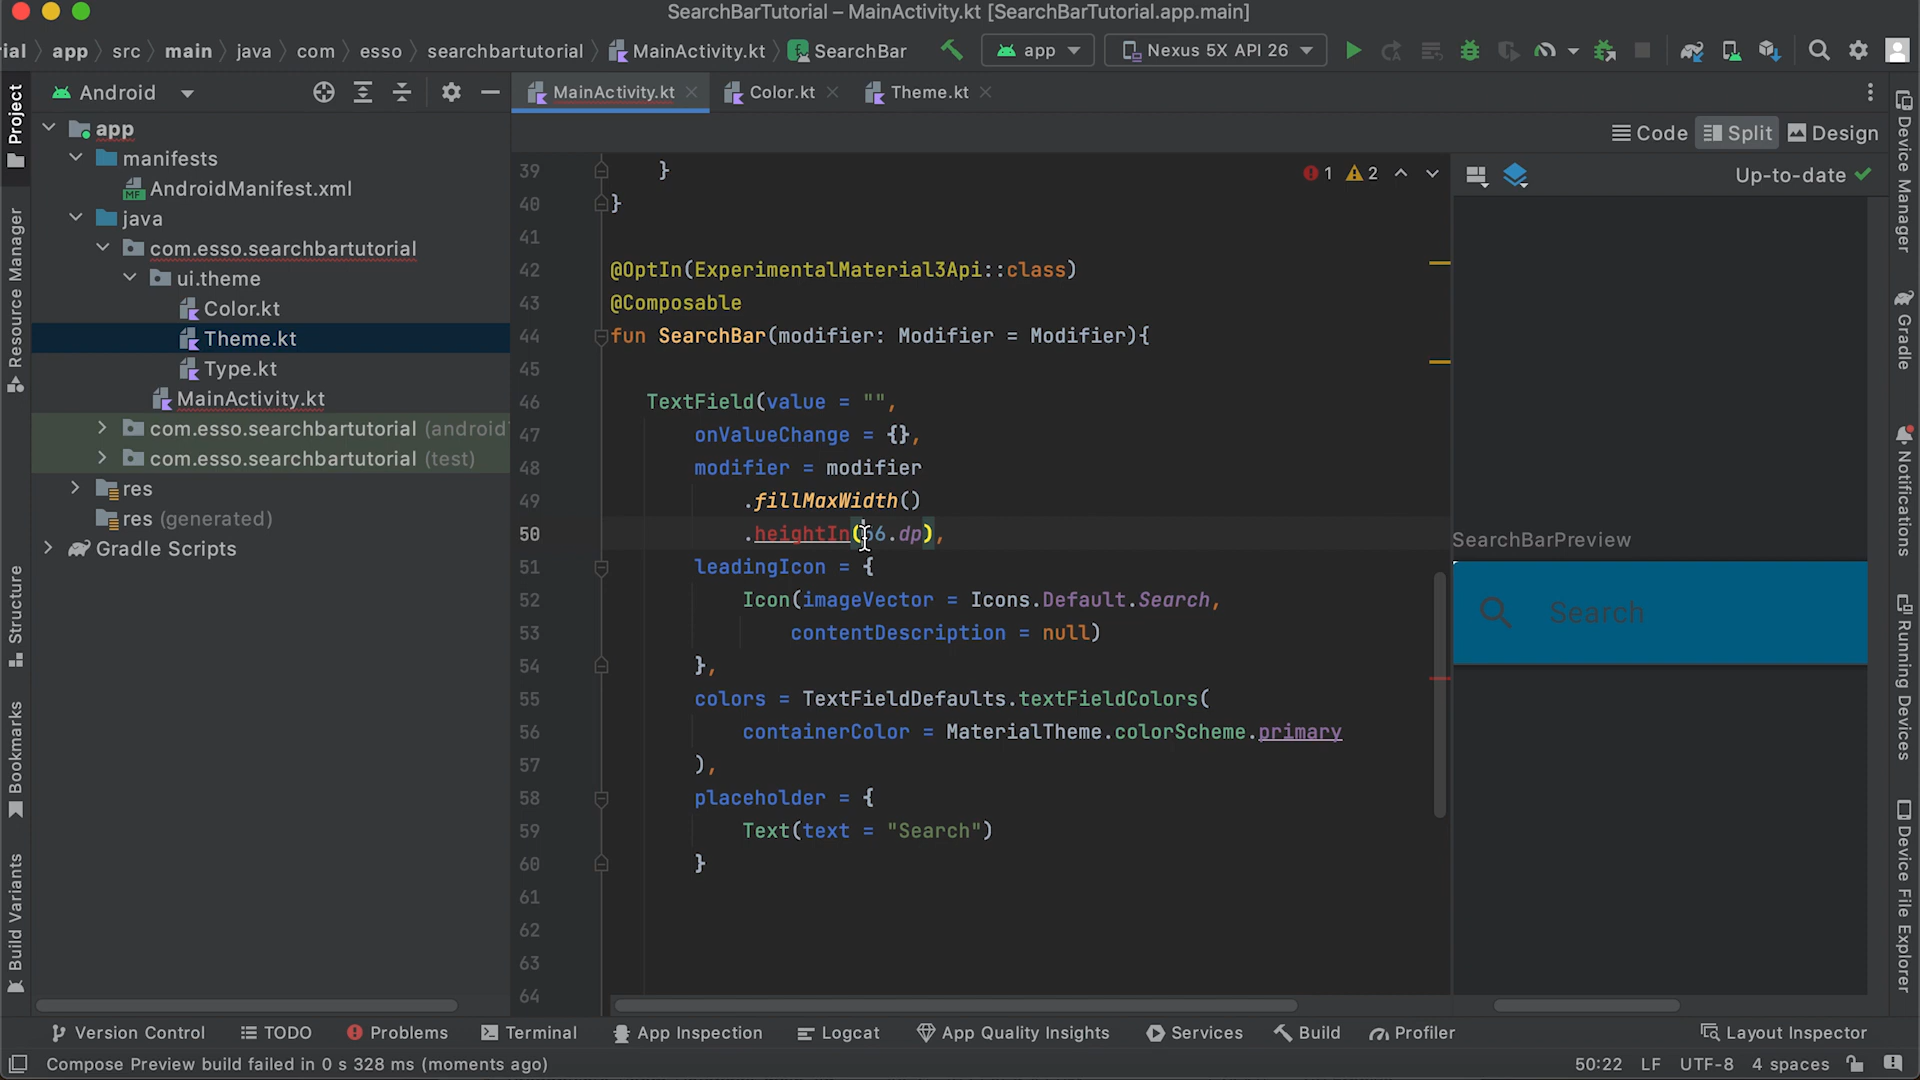 SearchBarTutorial – MainActivity.kt [SearchBarTutorial.app.main]
ial app src main java com esso searchbartutorial MainActivity.kt SearchBar app Nexus 5X API 26
Android
MainActivity.kt Color.kt Theme.kt
Code Split Design
app
manifests
AndroidManifest.xml
java
com.esso.searchbartutorial
ui.theme
Color.kt
Theme.kt
Type.kt
MainActivity.kt
com.esso.searchbartutorial (android
com.esso.searchbartutorial (test)
res
res (generated)
Gradle Scripts
Project
Resource Manager
Structure
Bookmarks
Build Variants
1 2
39 }
40 }
41
42 @OptIn(ExperimentalMaterial3Api::class)
43 @Composable
44 fun SearchBar(modifier: Modifier = Modifier){
45
46 TextField(value = "",
47 onValueChange = {},
48 modifier = modifier
49 .fillMaxWidth()
50 .heightIn(56.dp),
51 leadingIcon = {
52 Icon(imageVector = Icons.Default.Search,
53 contentDescription = null)
54 },
55 colors = TextFieldDefaults.textFieldColors(
56 containerColor = MaterialTheme.colorScheme.primary
57 ),
58 placeholder = {
59 Text(text = "Search")
60 }
61
62
63
64
Up-to-date
SearchBarPreview
Search
Device Manager
Gradle
Notifications
Running Devices
Device File Explorer
Version Control TODO Problems Terminal App Inspection Logcat App Quality Insights Services Build Profiler Layout Inspector
Compose Preview build failed in 0 s 328 ms (moments ago) 50:22 LF UTF-8 4 spaces